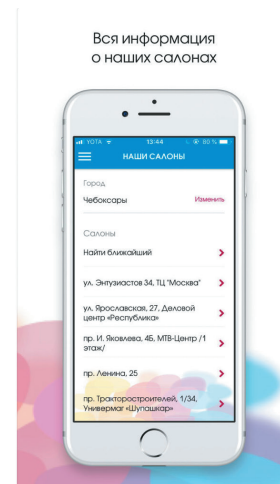 Вся информация
о наших салонах
YOTA 13:44 80 %
НАШИ САЛОНЫ
Город
Чебоксары Изменить
Салоны
Найти ближайший
ул. Энтузиастов 34, ТЦ "Москва"
ул. Ярославская, 27, Деловой
центр «Республика»
пр. И. Яковлева, 4Б, МТВ-Центр /1
этаж/
пр. Ленина, 25
пр. Тракторостроителей, 1/34,
Универмаг «Шупашкар»